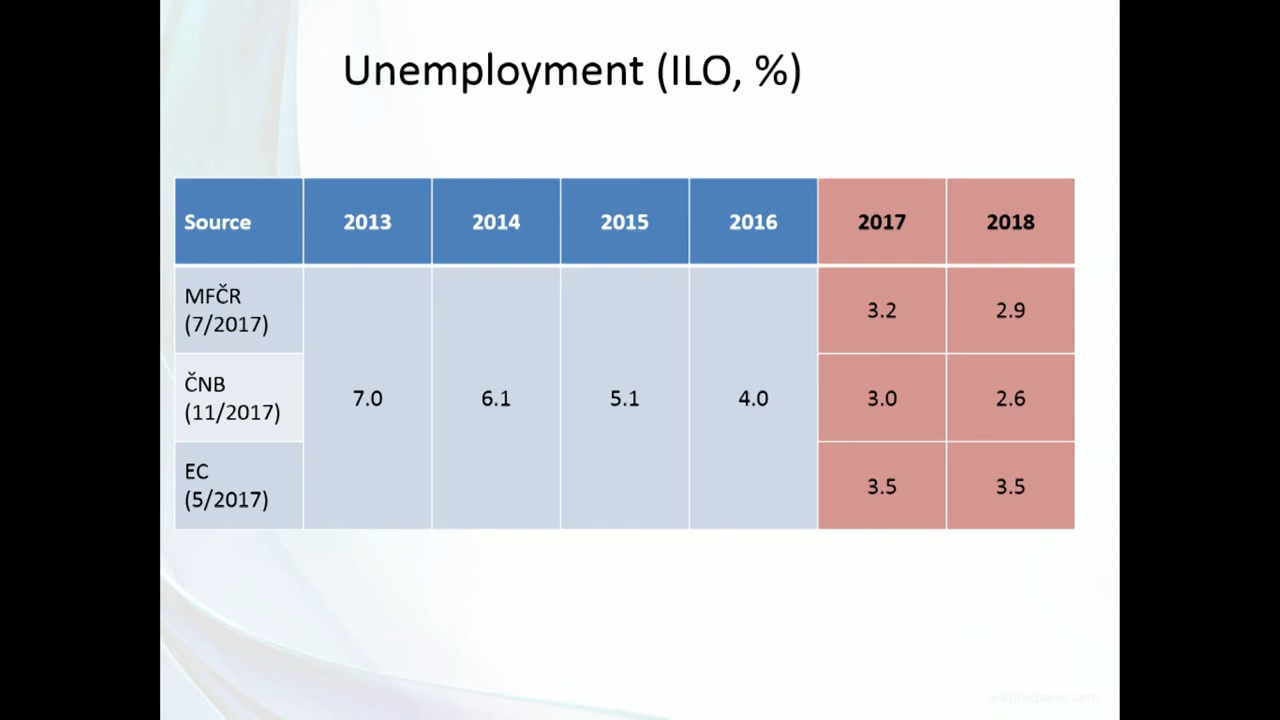 Unemployment (ILO, %)
Source 2013 2014 2015 2016 2017 2018
MFČR
(7/2017)
3.2 2.9
ČNB
(11/2017)
7.0 6.1 5.1 4.0 3.0 2.6
EC
(5/2017)
3.5 3.5